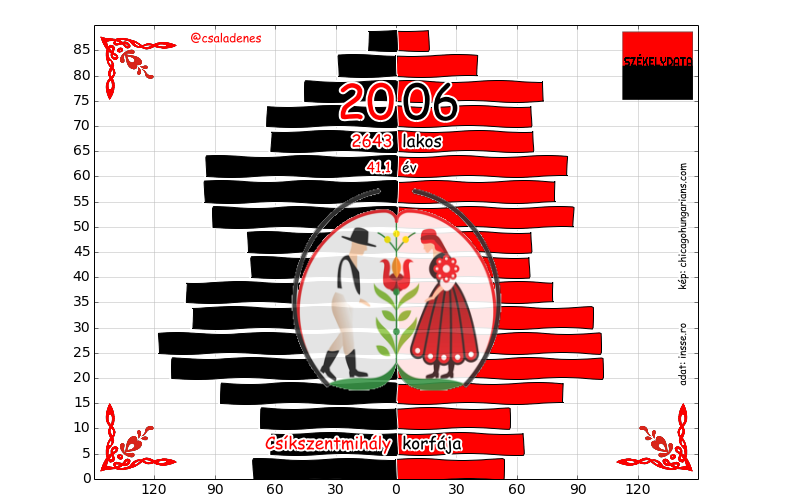 @csaladenes
SZÉKELYDATA
2006
2643 lakos
41.1 év
kép: chicagohungarians.com
adat: insse.ro
Csíkszentmihály korfája
85
80
75
70
65
60
55
50
45
40
35
30
25
20
15
10
5
0
120 90 60 30 0 30 60 90 120